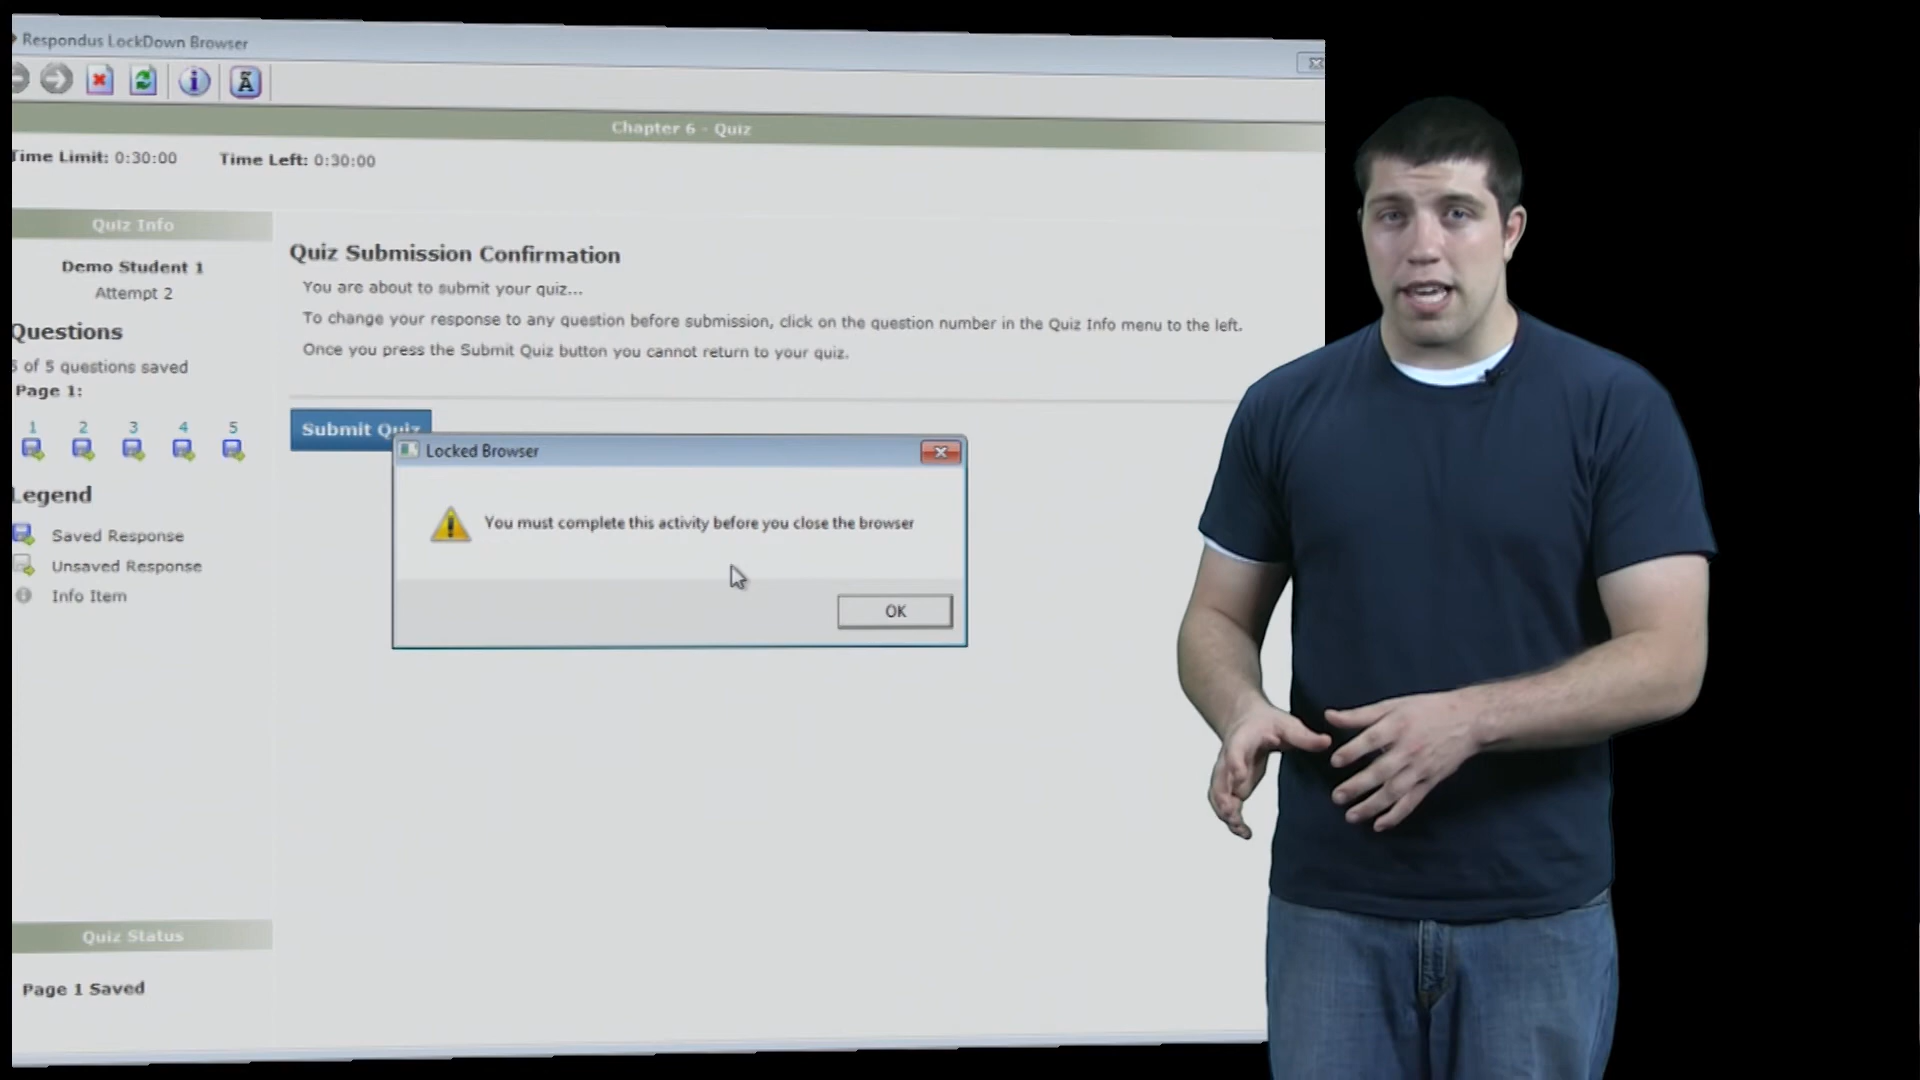 Respondus LockDown Browser
Chapter 6 - Quiz
Time Limit: 0:30:00 Time Left: 0:30:00
Quiz Info
Demo Student 1
Attempt 2
Questions
of 5 questions saved
Page 1:
1 2 3 4 5
Legend
Saved Response
Unsaved Response
Info Item
Quiz Submission Confirmation
You are about to submit your quiz...
To change your response to any question before submission, click on the question number in the Quiz Info menu to the left.
Once you press the Submit Quiz button you cannot return to your quiz.
Submit Quiz
Locked Browser
You must complete this activity before you close the browser
OK
Quiz Status
Page 1 Saved